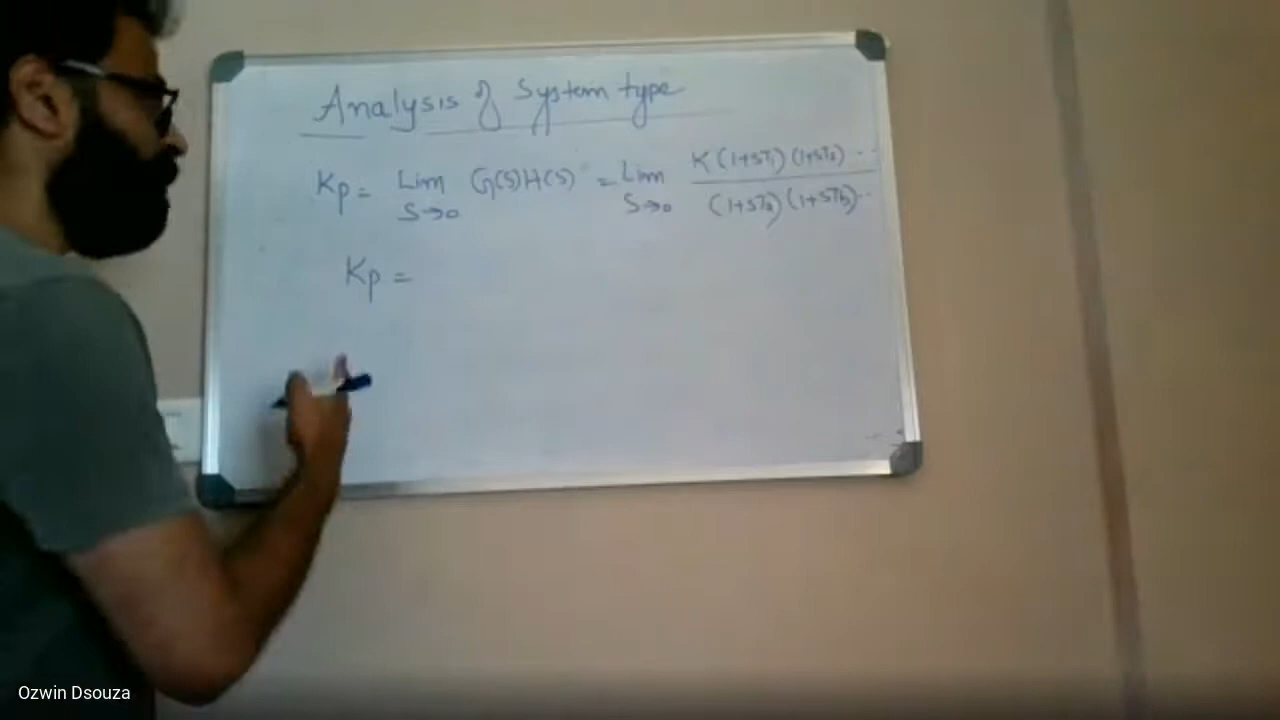 Analysis of System type
Kp = Lim S→0 G(S)H(S) = Lim S→0 K(1+ST1)(1+ST2)... / (1+STa)(1+STb)...
Kp =
Ozwin Dsouza